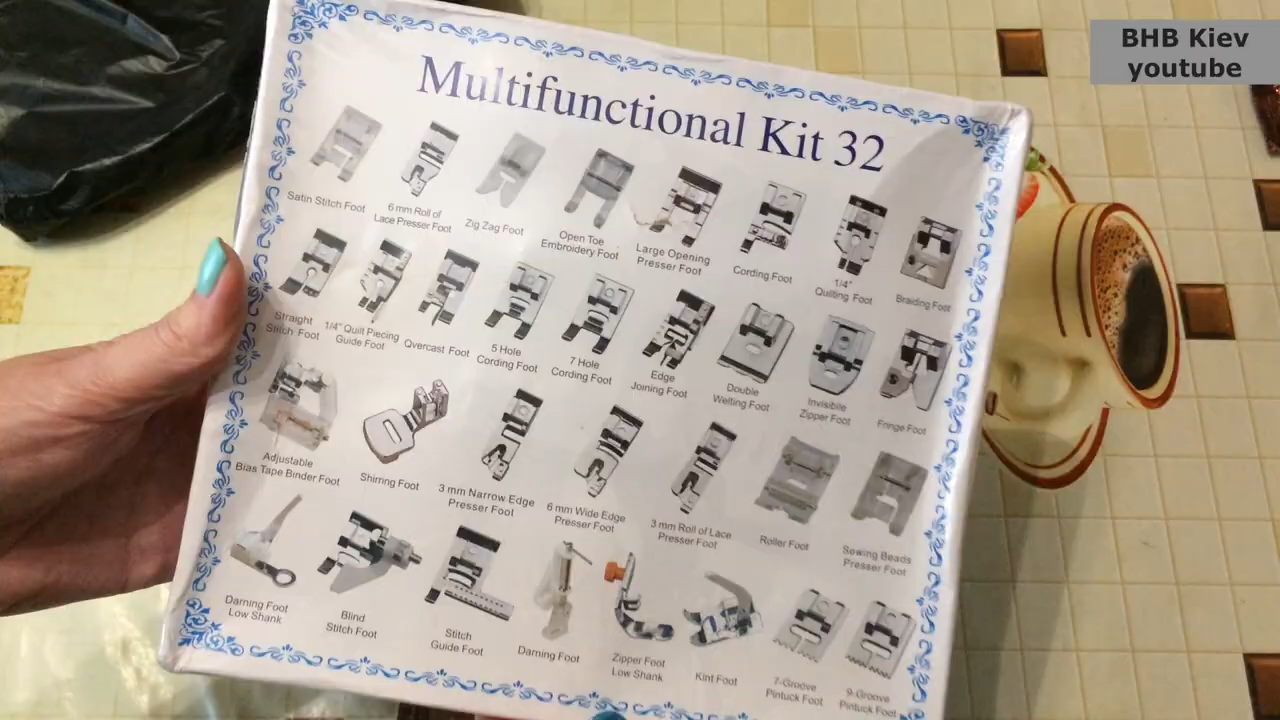 BHB Kiev
youtube
Multifunctional Kit 32
Satin Stitch Foot
6 mm Roll of
Lace Presser Foot
Zig Zag Foot
Open Toe
Embroidery Foot
Large Opening
Presser Foot
Cording Foot
1/4"
Quilting Foot
Braiding Foot
Straight
Stitch Foot
1/4" Quilt Piecing
Guide Foot
Overcast Foot
5 Hole
Cording Foot
7 Hole
Cording Foot
Edge
Joining Foot
Double
Welting Foot
Invisibile
Zipper Foot
Fringe Foot
Adjustable
Bias Tape Binder Foot
Shirring Foot
3 mm Narrow Edge
Presser Foot
6 mm Wide Edge
Presser Foot
3 mm Roll of Lace
Presser Foot
Roller Foot
Sewing Beads
Presser Foot
Darning Foot
Low Shank
Blind
Stitch Foot
Stitch
Guide Foot
Darning Foot
Zipper Foot
Low Shank
Kint Foot
7-Groove
Pintuck Foot
9-Groove
Pintuck Foot